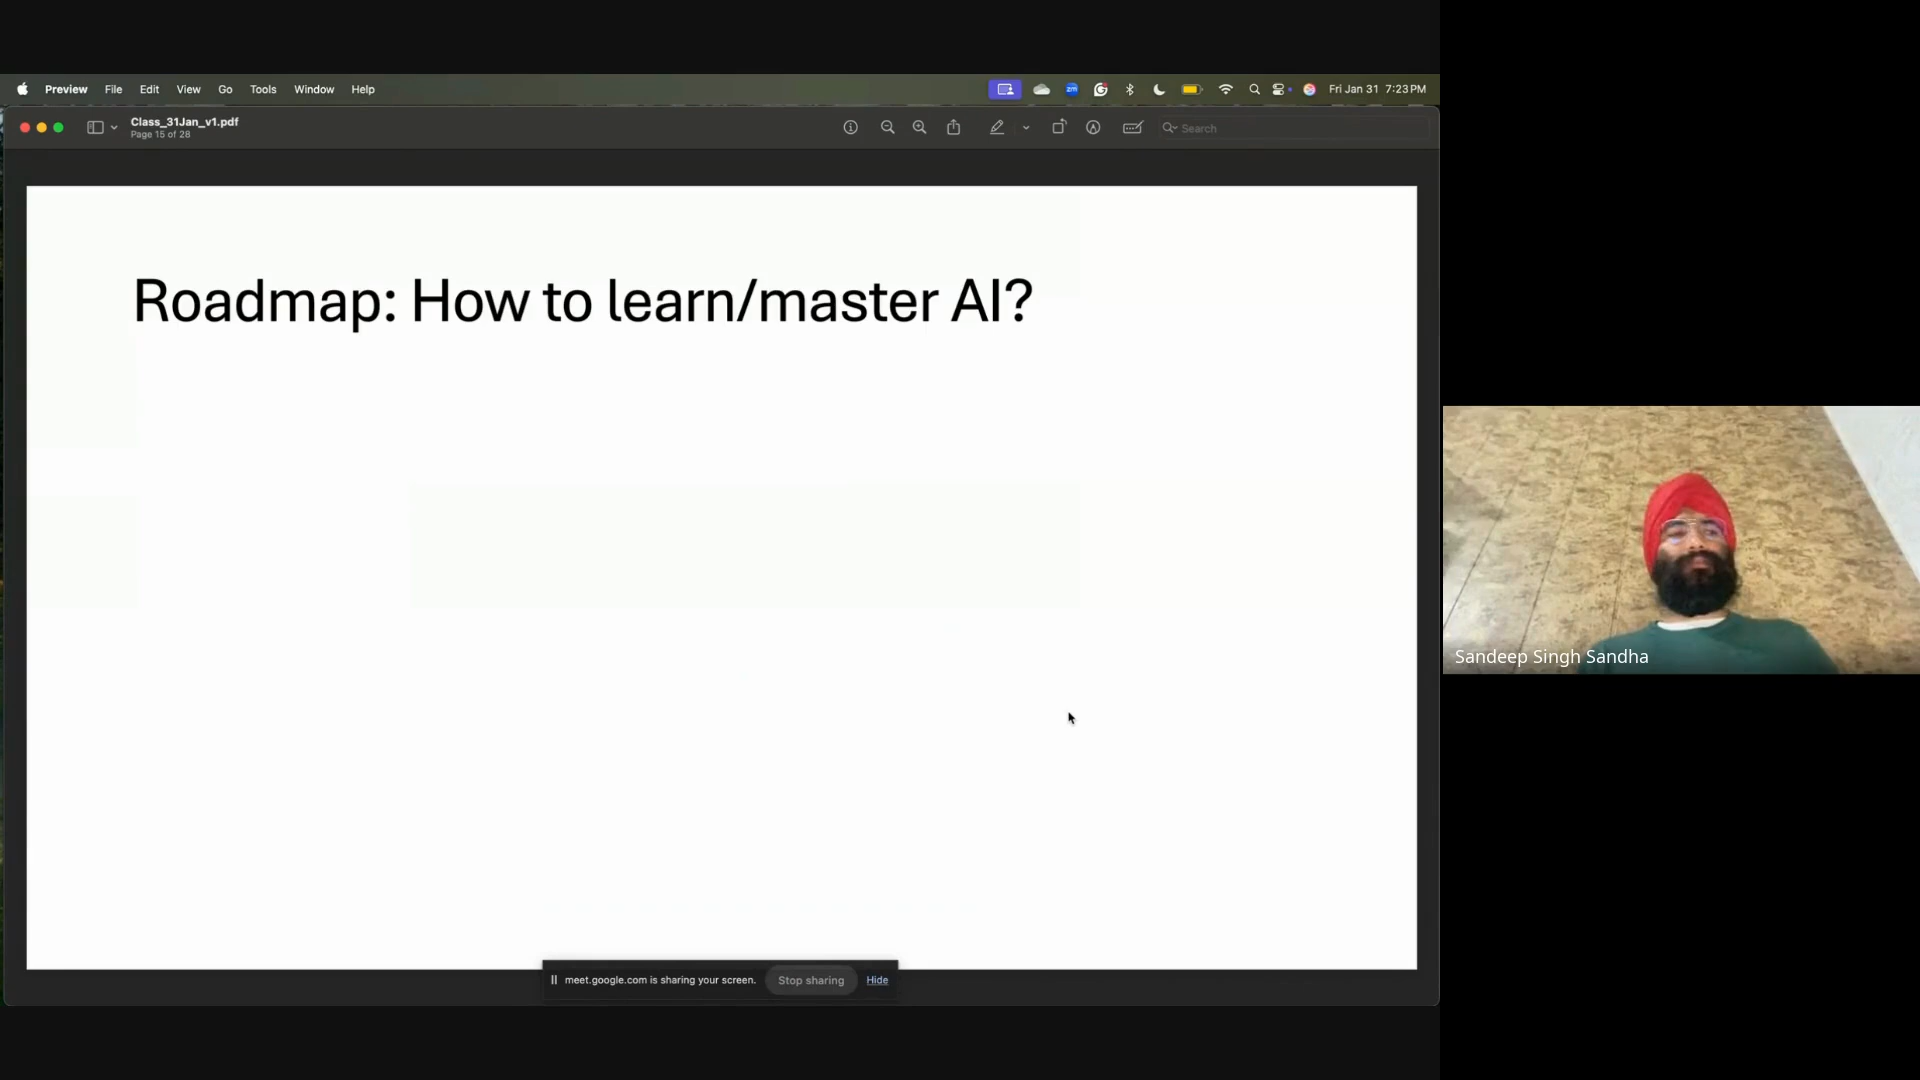 Preview File Edit View Go Tools Window Help
zm
Fri Jan 31 7:23 PM
Class_31Jan_v1.pdf
Page 15 of 28
Search
Roadmap: How to learn/master AI?
Sandeep Singh Sandha
meet.google.com is sharing your screen. Stop sharing Hide